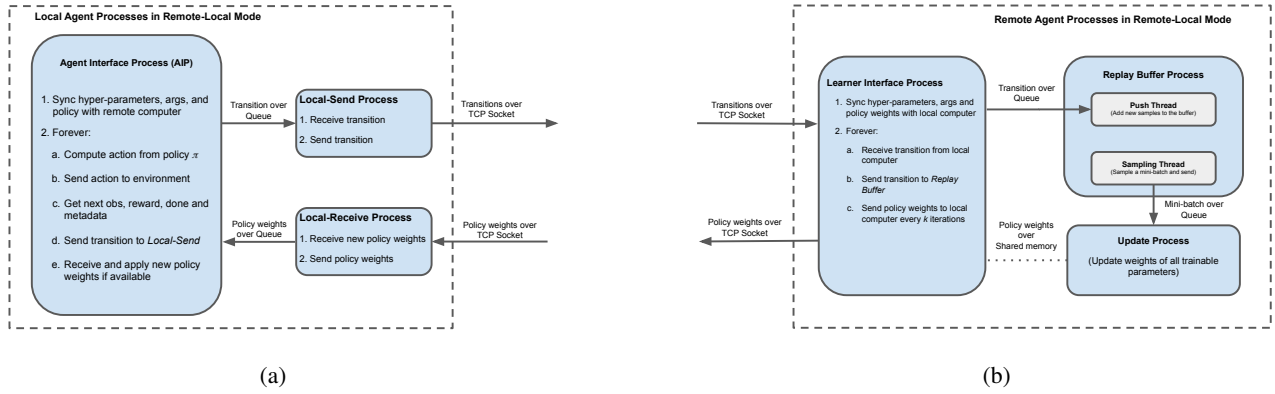 Local Agent Processes in Remote-Local Mode
Agent Interface Process (AIP)
1. Sync hyper-parameters, args, and
policy with remote computer
2. Forever:
a. Compute action from policy π
b. Send action to environment
c. Get next obs, reward, done and
metadata
d. Send transition to Local-Send
e. Receive and apply new policy
weights if available
Transition over
Queue
Local-Send Process
1. Receive transition
2. Send transition
Transitions over
TCP Socket
Policy weights
over Queue
Local-Receive Process
1. Receive new policy weights
2. Send policy weights
Policy weights over
TCP Socket
(a)
Remote Agent Processes in Remote-Local Mode
Transitions over
TCP Socket
Policy weights over
TCP Socket
Learner Interface Process
1. Sync hyper-parameters, args and
policy weights with local computer
2. Forever:
a. Receive transition from local
computer
b. Send transition to Replay
Buffer
c. Send policy weights to local
computer every k iterations
Transition over
Queue
Replay Buffer Process
Push Thread
(Add new samples to the buffer)
Sampling Thread
(Sample a mini-batch and send)
Mini-batch over
Queue
Policy weights
over
Shared memory
Update Process
(Update weights of all trainable
parameters)
(b)